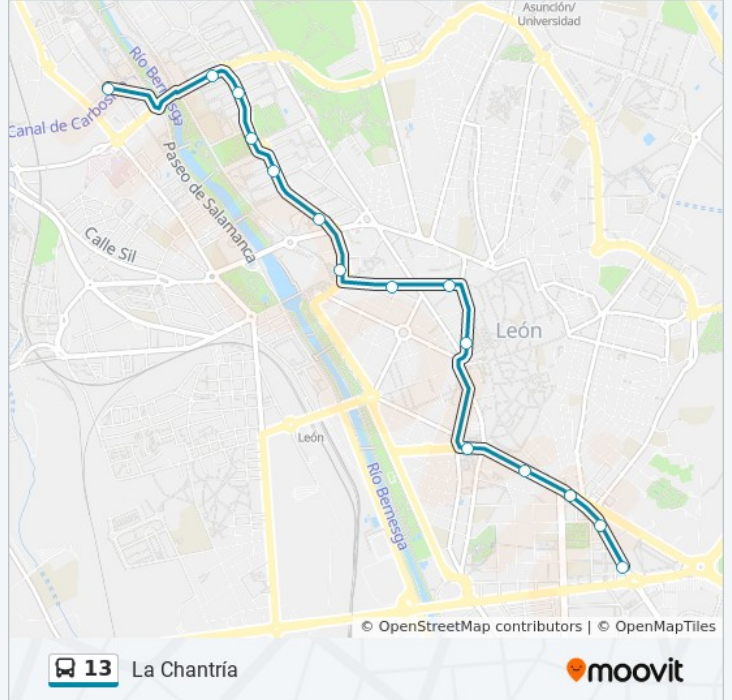 Asunción/
Universidad
Río Bernesga
Canal de Carbos
Paseo de Salamanca
Calle Sil
León
León
Río Bernesga
© OpenStreetMap contributors | © OpenMapTiles
13 La Chantría
moovit